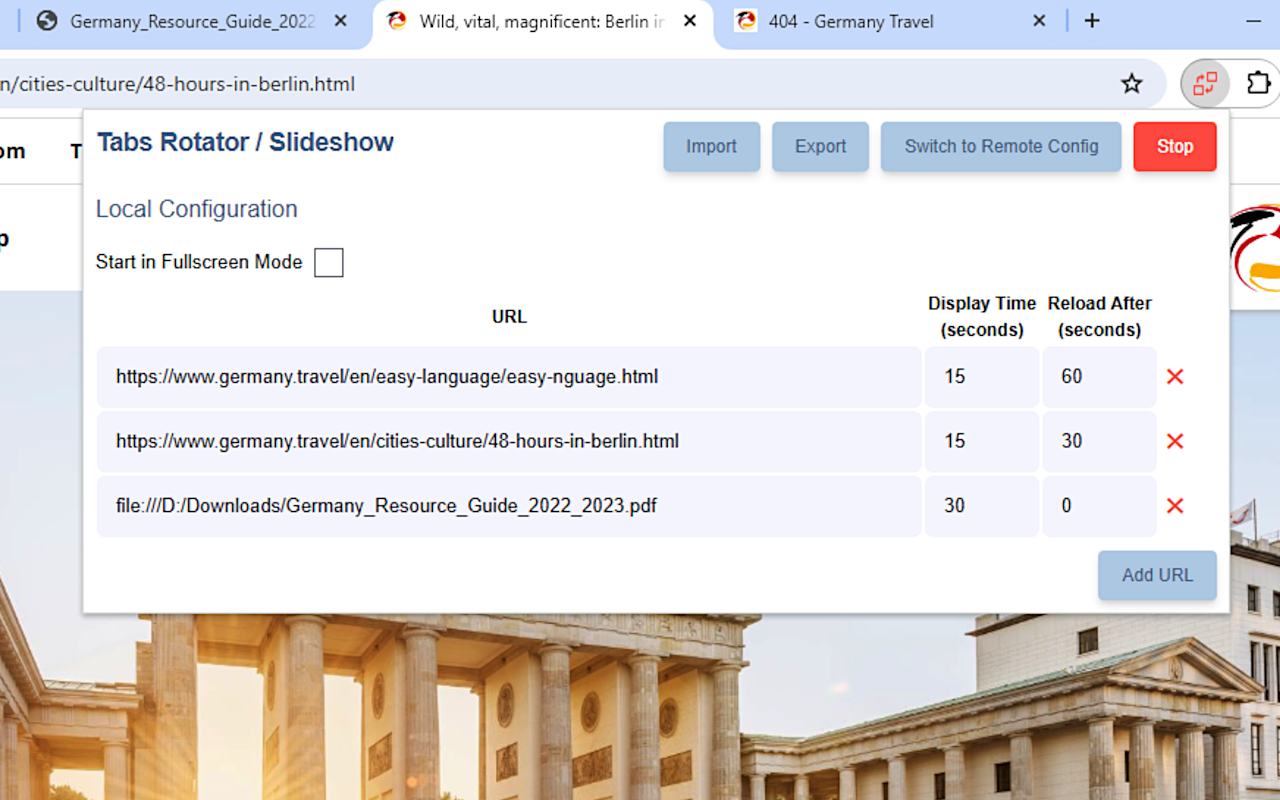 Germany_Resource_Guide_2022
Wild, vital, magnificent: Berlin in
404 - Germany Travel
n/cities-culture/48-hours-in-berlin.html
om
T
Tabs Rotator / Slideshow
Import
Export
Switch to Remote Config
Stop
Local Configuration
p
Start in Fullscreen Mode
URL
Display Time
(seconds)
Reload After
(seconds)
https://www.germany.travel/en/easy-language/easy-nguage.html
15
60
https://www.germany.travel/en/cities-culture/48-hours-in-berlin.html
15
30
file:///D:/Downloads/Germany_Resource_Guide_2022_2023.pdf
30
0
Add URL